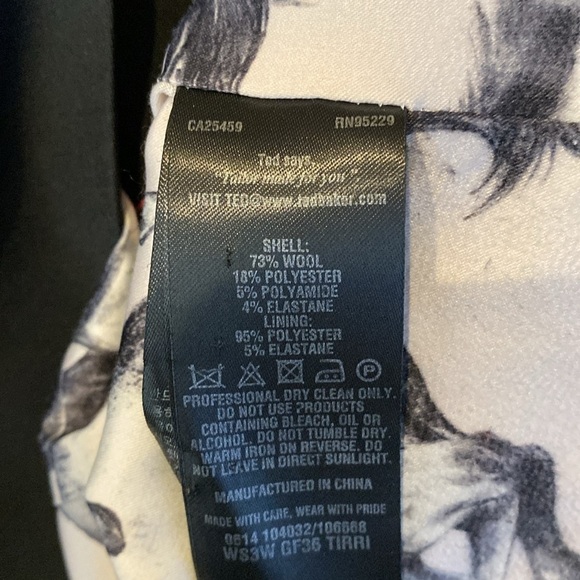 CA25459 RN95229
Ted says,
"Tailor made for you"
VISIT TED@www.tedbaker.com
SHELL:
73% WOOL
18% POLYESTER
5% POLYAMIDE
4% ELASTANE
LINING:
95% POLYESTER
5% ELASTANE
P
PROFESSIONAL DRY CLEAN ONLY.
DO NOT USE PRODUCTS
CONTAINING BLEACH, OIL OR
ALCOHOL. DO NOT TUMBLE DRY.
WARM IRON ON REVERSE. DO
NOT LEAVE IN DIRECT SUNLIGHT.
MANUFACTURED IN CHINA
MADE WITH CARE, WEAR WITH PRIDE
0614 104032/106668
WS3W GF36 TIRRI